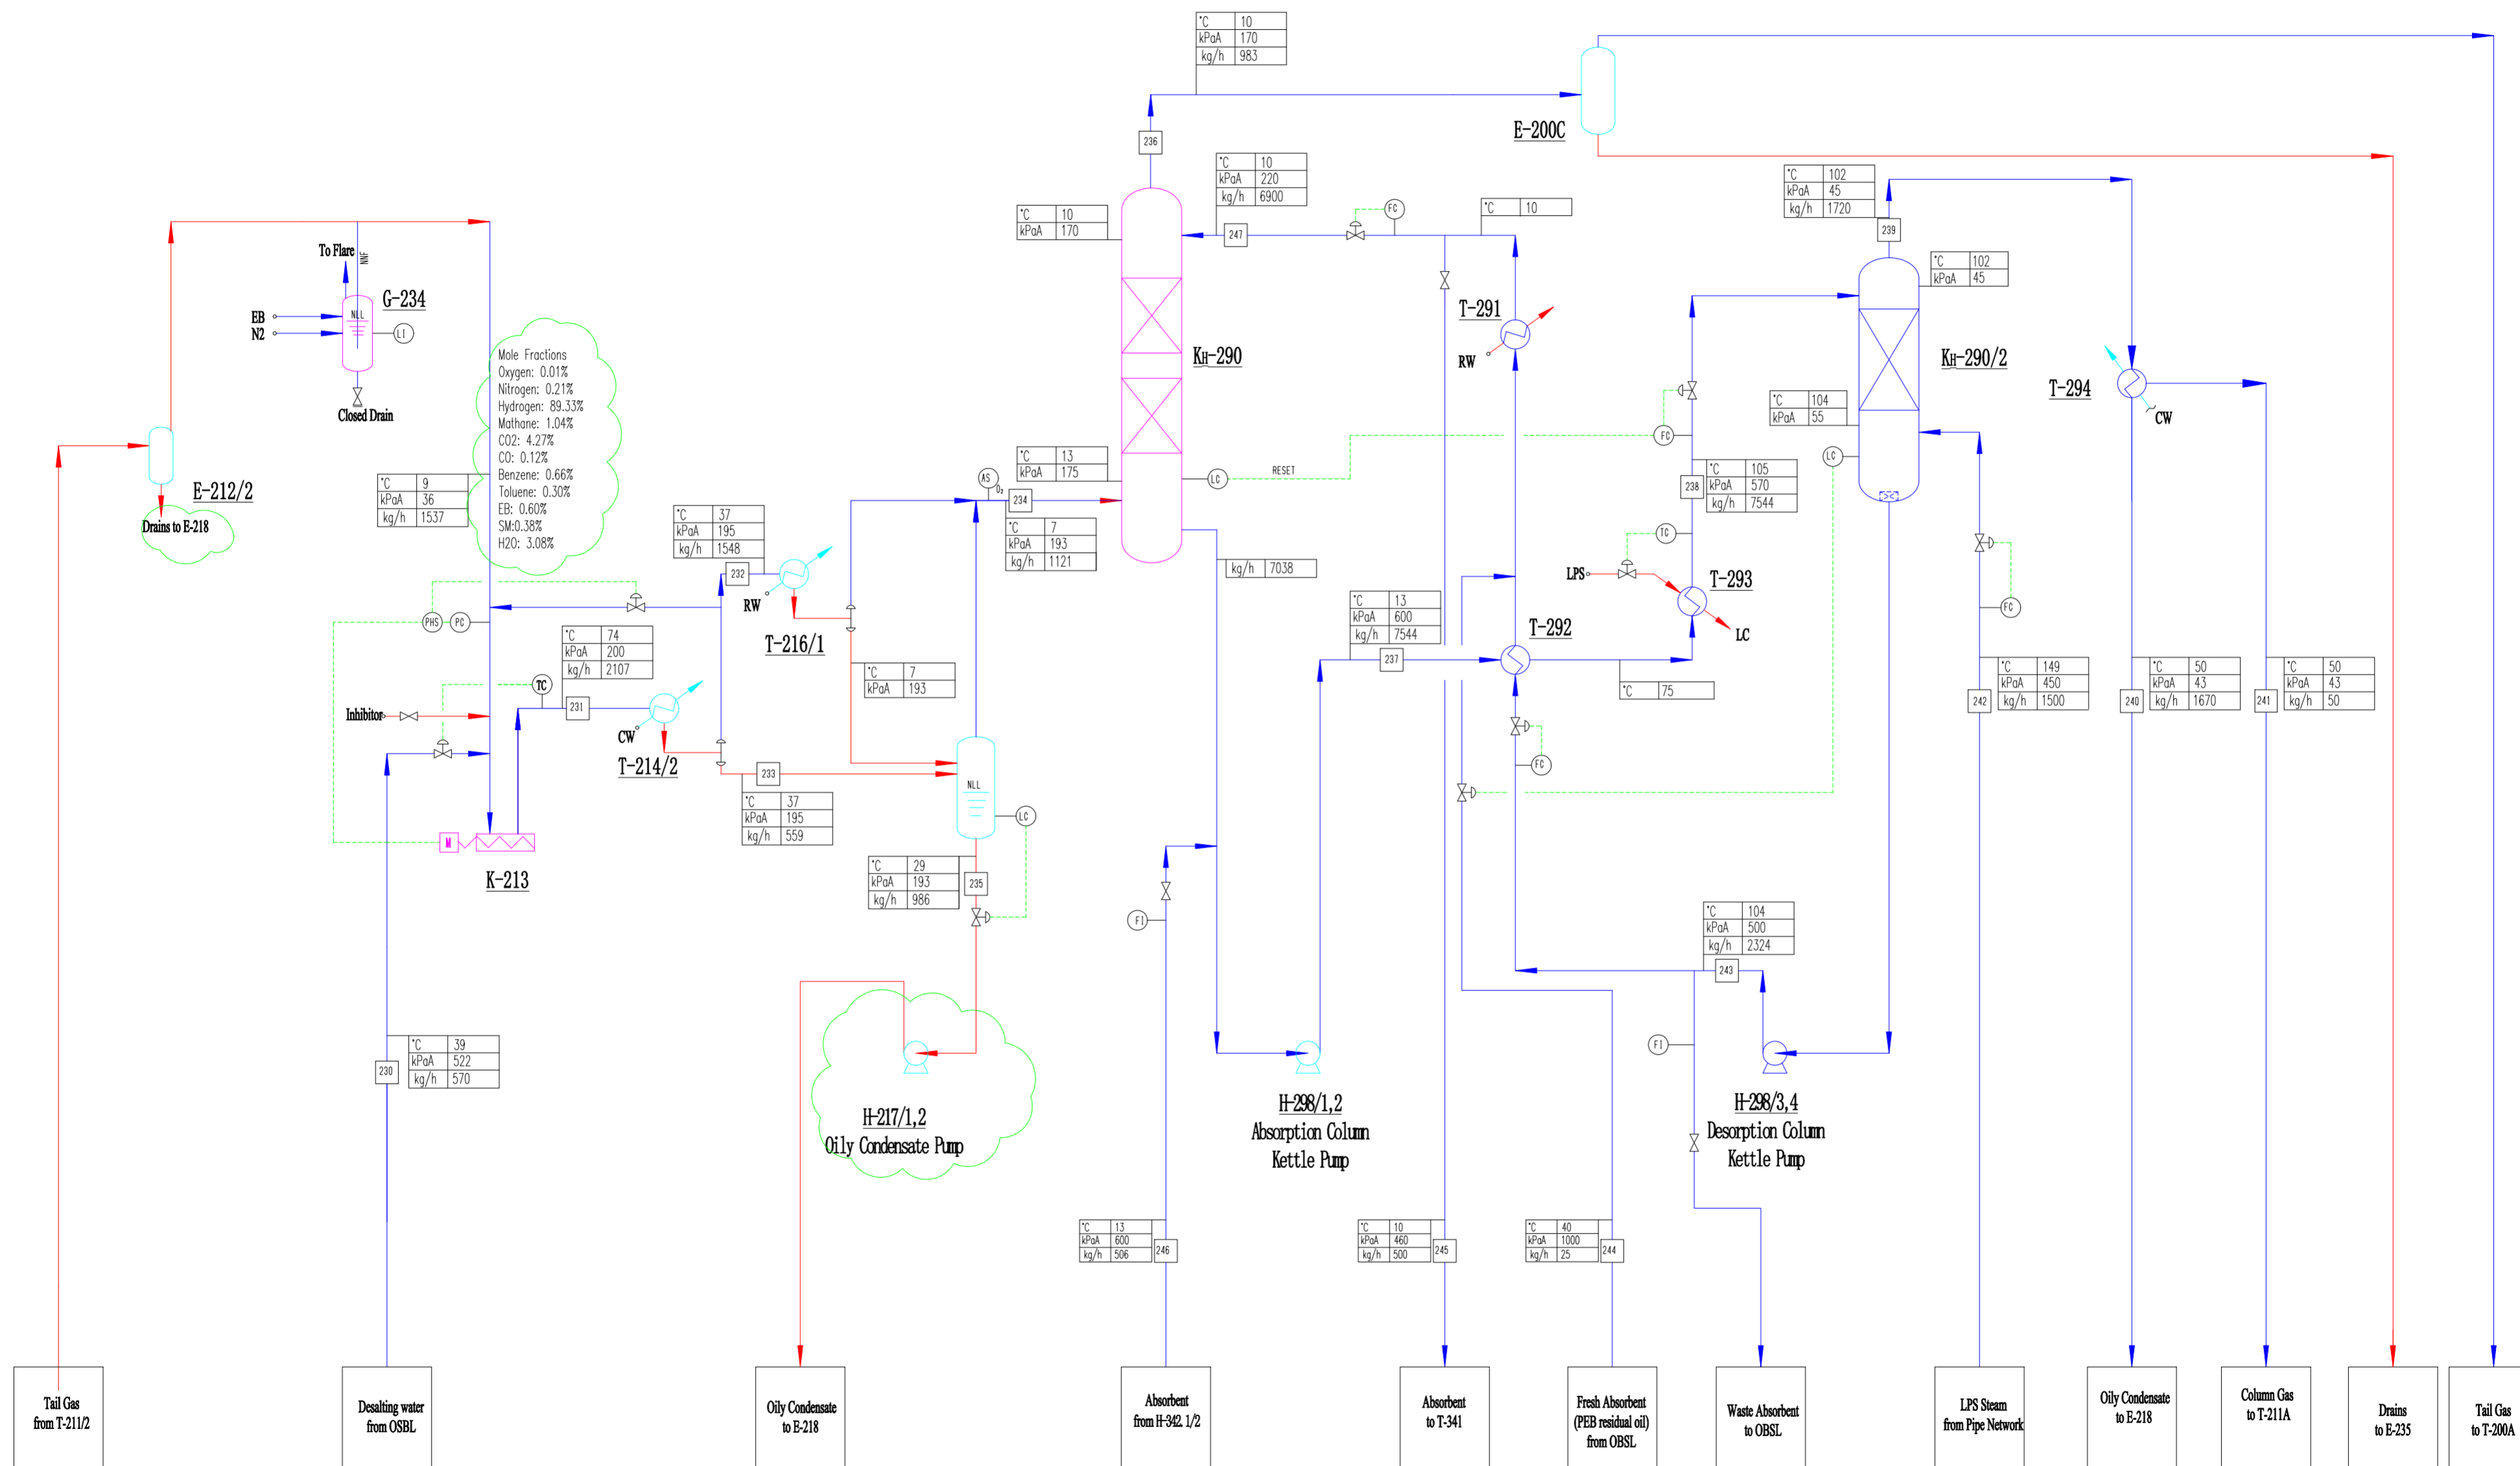 °C 10
kPaA 170
kg/h 983
E-200C
236
°C 10
kPaA 220
kg/h 6900
°C 102
kPaA 45
kg/h 1720
°C 10
kPaA 170
247
FC
°C 10
239
To Flare
NNF
G-234
EB
N2
NLL
LI
Closed Drain
°C 102
kPaA 45
T-291
RW
KH-290
KH-290/2
T-294
CW
Mole Fractions
Oxygen: 0.01%
Nitrogen: 0.21%
Hydrogen: 89.33%
Mathane: 1.04%
CO2: 4.27%
CO: 0.12%
Benzene: 0.66%
Toluene: 0.30%
EB: 0.60%
SM:0.38%
H2O: 3.08%
°C 104
kPaA 55
FC
LC
E-212/2
Drains to E-218
°C 9
kPaA 36
kg/h 1537
°C 13
kPaA 175
LC
RESET
AS
O₂
234
°C 7
kPaA 193
kg/h 1121
°C 105
kPaA 570
kg/h 7544
238
TC
°C 37
kPaA 195
kg/h 1548
232
RW
T-216/1
kg/h 7038
LPS
T-293
LC
FC
PHS
PC
°C 13
kPaA 600
kg/h 7544
237
T-292
°C 74
kPaA 200
kg/h 2107
TC
231
°C 7
kPaA 193
°C 75
°C 149
kPaA 450
kg/h 1500
242
°C 50
kPaA 43
kg/h 1670
240
°C 50
kPaA 43
kg/h 50
241
Inhibitor
CW
T-214/2
233
NLL
LC
FC
°C 37
kPaA 195
kg/h 559
M
K-213
°C 29
kPaA 193
kg/h 986
235
FI
°C 104
kPaA 500
kg/h 2324
243
FI
°C 39
kPaA 522
kg/h 570
230
H-217/1,2
Oily Condensate Pump
H-298/1,2
Absorption Column
Kettle Pump
H-298/3,4
Desorption Column
Kettle Pump
°C 13
kPaA 600
kg/h 506
246
°C 10
kPaA 460
kg/h 500
245
°C 40
kPaA 1000
kg/h 25
244
Tail Gas
from T-211/2
Desalting water
from OSBL
Oily Condensate
to E-218
Absorbent
from H-342. 1/2
Absorbent
to T-341
Fresh Absorbent
(PEB residual oil)
from OBSL
Waste Absorbent
to OBSL
LPS Steam
from Pipe Network
Oily Condensate
to E-218
Column Gas
to T-211A
Drains
to E-235
Tail Gas
to T-200A